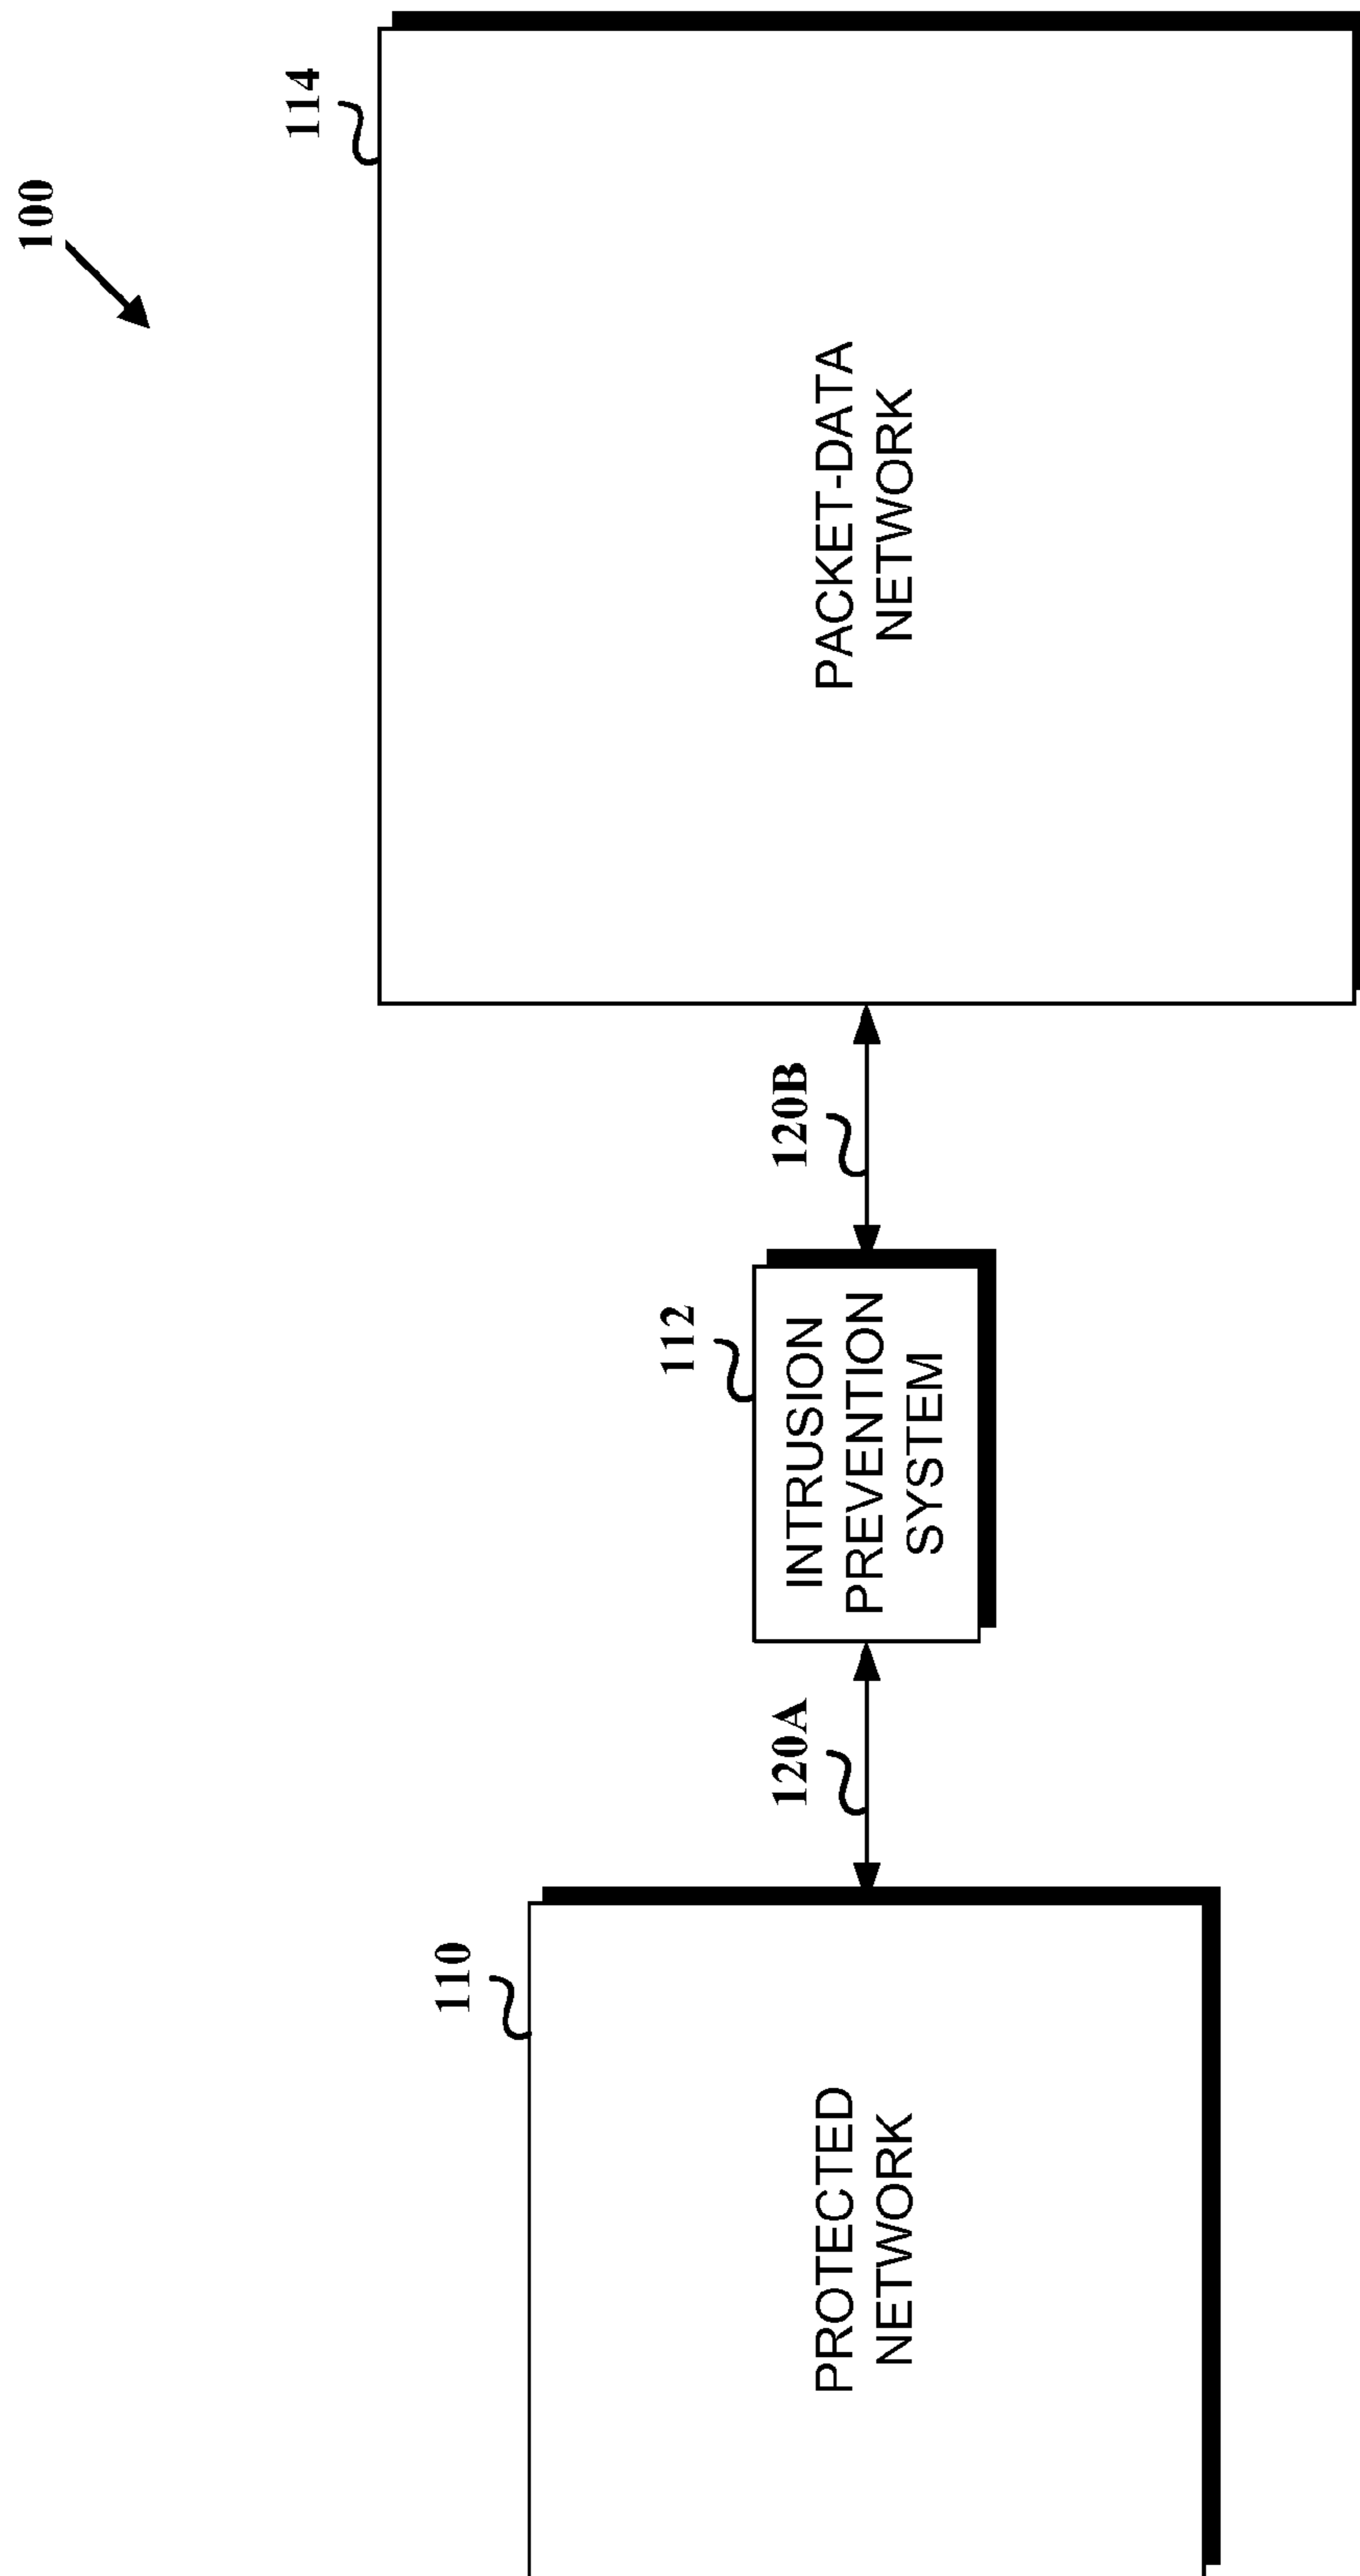 100
110
PROTECTED
NETWORK
120A
112
INTRUSION
PREVENTION
SYSTEM
120B
114
PACKET-DATA
NETWORK